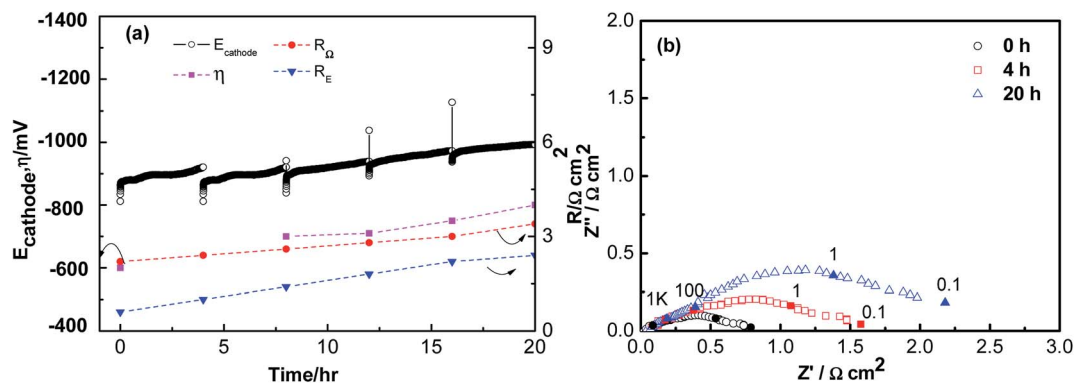 (a)
E_cathode
R_Ω
η
R_E
-1400
-1200
-1000
-800
-600
-400
E_cathode,η/mV
0 5 10 15 20
Time/hr
9
6
3
0
R/Ω cm²
(b)
0 h
4 h
20 h
2.0
1.5
1.0
0.5
0.0
Z'' / Ω cm²
1K 100 1 0.1
1 0.1
0.0 0.5 1.0 1.5 2.0 2.5 3.0
Z' / Ω cm²